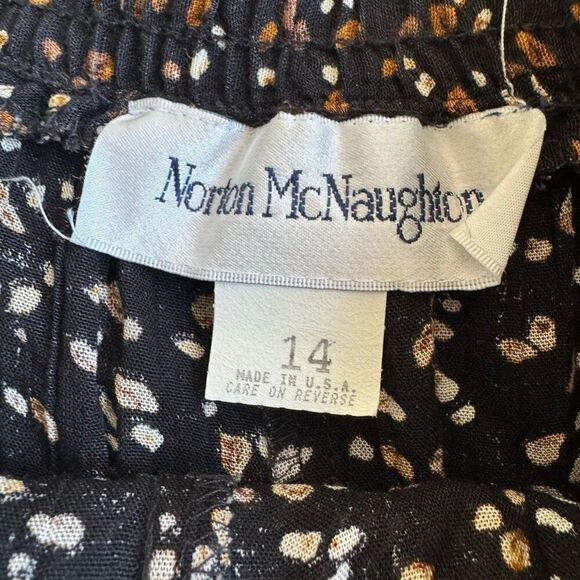 Norton McNaughton
14
MADE IN U.S.A.
CARE ON REVERSE